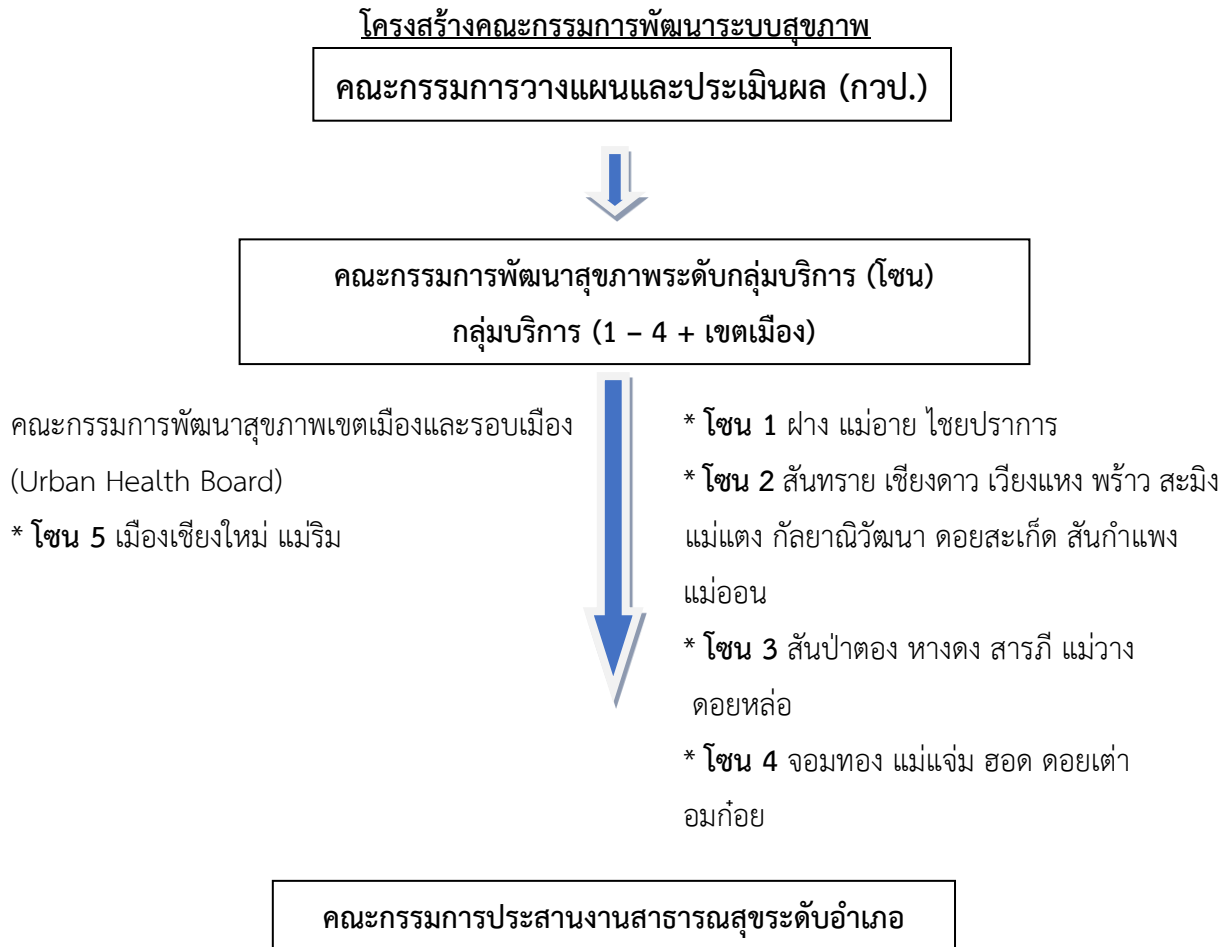 โครงสร้างคณะกรรมการพัฒนาระบบสุขภาพ
คณะกรรมการวางแผนและประเมินผล (กวป.)
คณะกรรมการพัฒนาสุขภาพระดับกลุ่มบริการ (โซน)
กลุ่มบริการ (1 – 4 + เขตเมือง)
คณะกรรมการพัฒนาสุขภาพเขตเมืองและรอบเมือง
(Urban Health Board)
* โซน 5 เมืองเชียงใหม่ แม่ริม
* โซน 1 ฝาง แม่อาย ไชยปราการ
* โซน 2 สันทราย เชียงดาว เวียงแหง พร้าว สะมิง
แม่แตง กัลยาณิวัฒนา ดอยสะเก็ด สันกำแพง
แม่ออน
* โซน 3 สันป่าตอง หางดง สารภี แม่วาง
ดอยหล่อ
* โซน 4 จอมทอง แม่แจ่ม ฮอด ดอยเต่า
อมก๋อย
คณะกรรมการประสานงานสาธารณสุขระดับอำเภอ